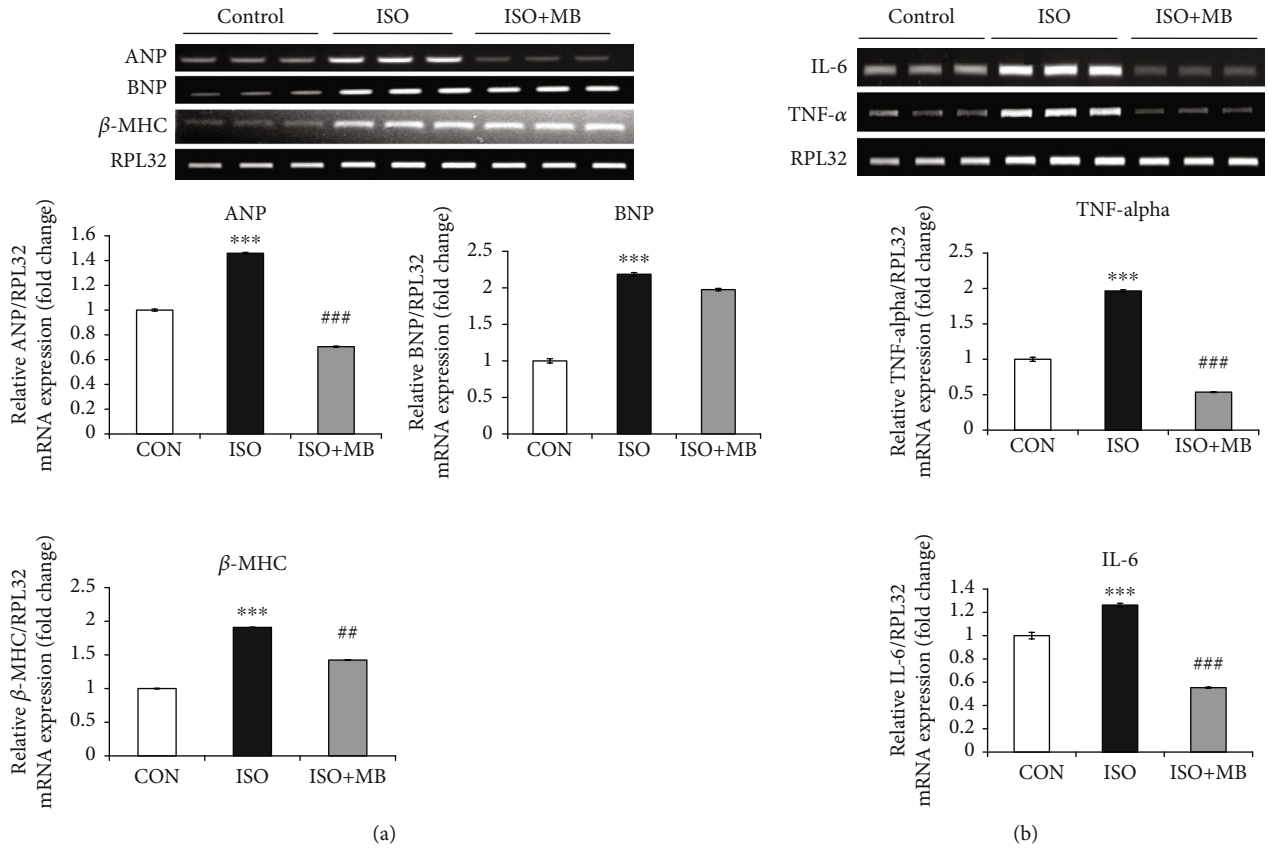 Control ISO ISO+MB
ANP
BNP
β-MHC
RPL32
Control ISO ISO+MB
IL-6
TNF-α
RPL32
ANP
Relative ANP/RPL32
mRNA expression (fold change)
1.6
1.4
1.2
1
0.8
0.6
0.4
0.2
0
***
###
CON ISO ISO+MB
BNP
Relative BNP/RPL32
mRNA expression (fold change)
2.5
2
1.5
1
0.5
0
***
CON ISO ISO+MB
TNF-alpha
Relative TNF-alpha/RPL32
mRNA expression (fold change)
2.5
2
1.5
1
0.5
0
***
###
CON ISO ISO+MB
β-MHC
Relative β-MHC/RPL32
mRNA expression (fold change)
2.5
2
1.5
1
0.5
0
***
##
CON ISO ISO+MB
IL-6
Relative IL-6/RPL32
mRNA expression (fold change)
1.4
1.2
1
0.8
0.6
0.4
0.2
0
***
###
CON ISO ISO+MB
(a)
(b)